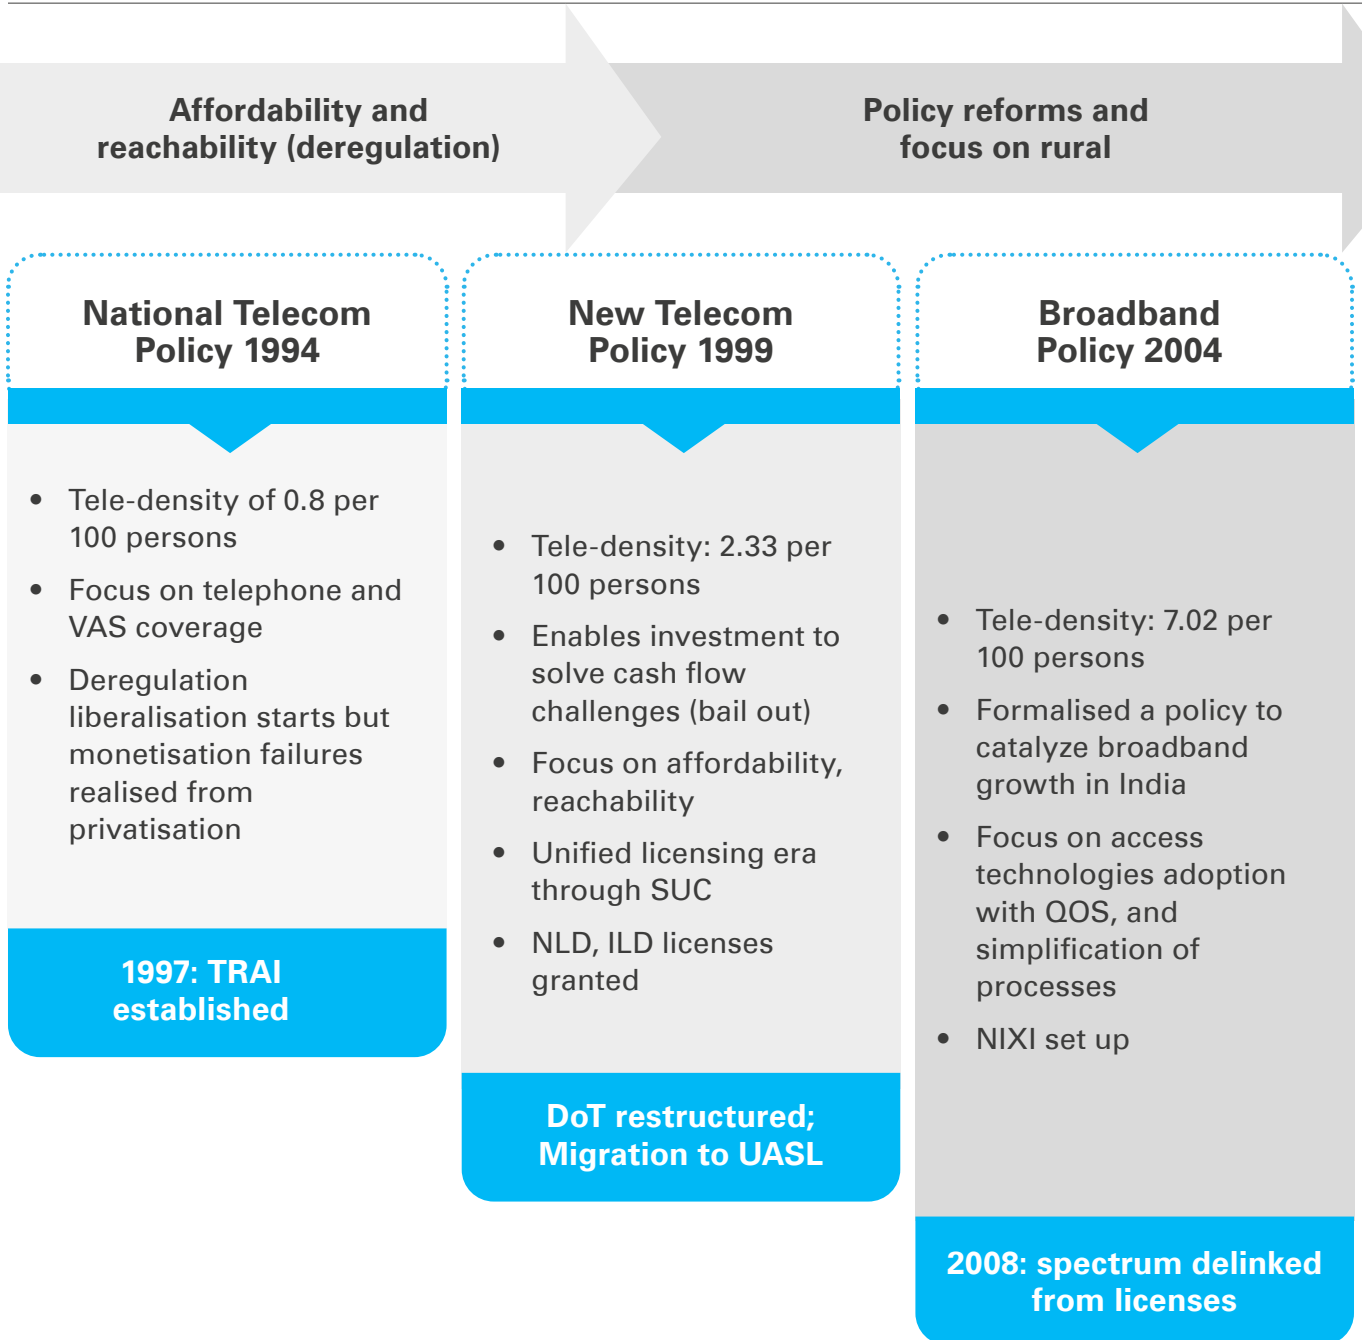 Affordability and
reachability (deregulation)
Policy reforms and
focus on rural
National Telecom
Policy 1994
• Tele-density of 0.8 per
100 persons
• Focus on telephone and
VAS coverage
• Deregulation
liberalisation starts but
monetisation failures
realised from
privatisation
1997: TRAI
established
New Telecom
Policy 1999
• Tele-density: 2.33 per
100 persons
• Enables investment to
solve cash flow
challenges (bail out)
• Focus on affordability,
reachability
• Unified licensing era
through SUC
• NLD, ILD licenses
granted
DoT restructured;
Migration to UASL
Broadband
Policy 2004
• Tele-density: 7.02 per
100 persons
• Formalised a policy to
catalyze broadband
growth in India
• Focus on access
technologies adoption
with QOS, and
simplification of
processes
• NIXI set up
2008: spectrum delinked
from licenses